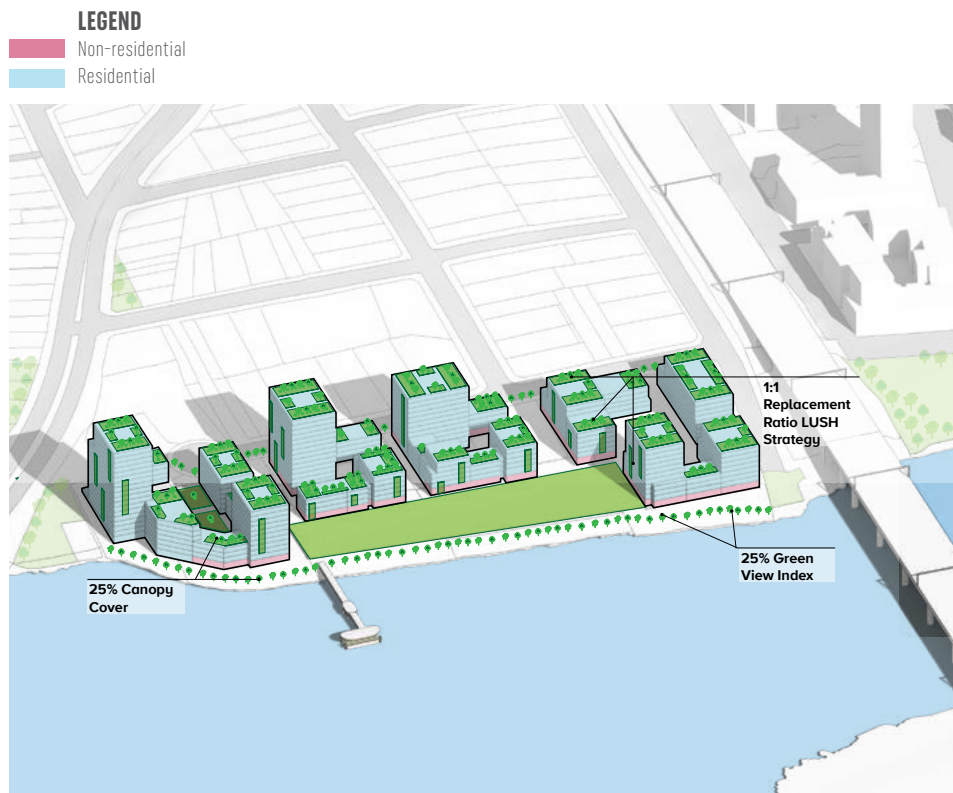 LEGEND
Non-residential
Residential
1:1
Replacement
Ratio LUSH
Strategy
25% Green
View Index
25% Canopy
Cover